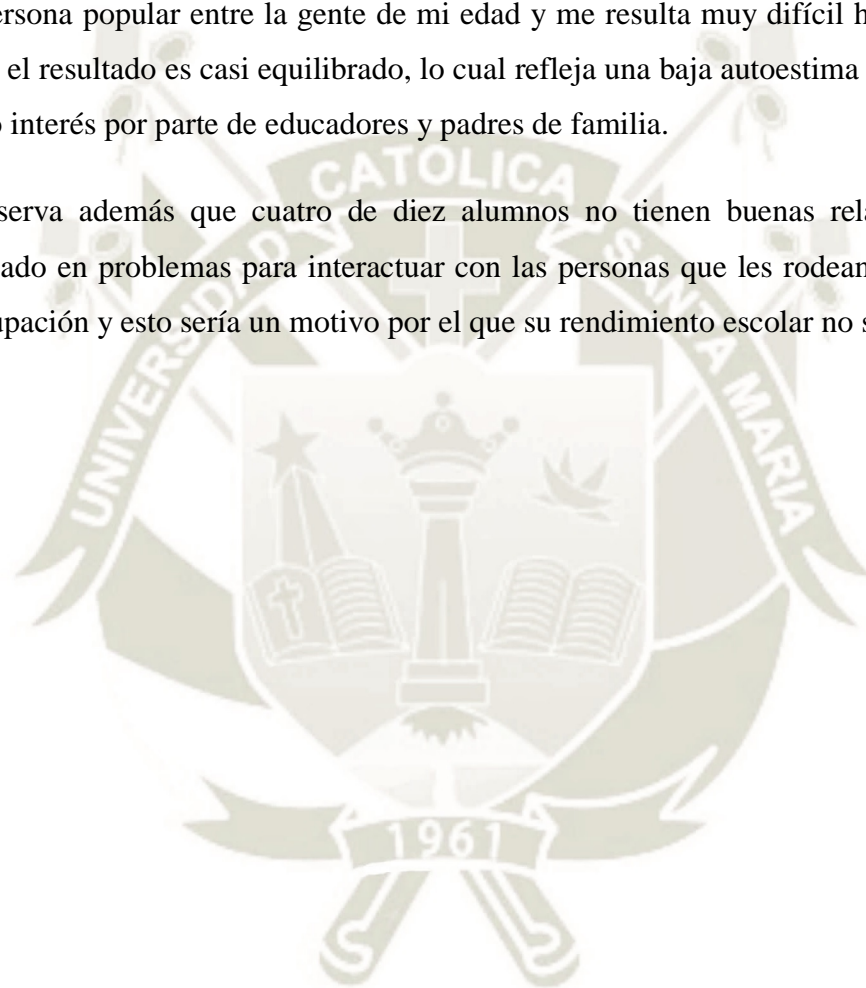 ersona popular entre la gente de mi edad y me resulta muy difícil h
el resultado es casi equilibrado, lo cual refleja una baja autoestima
o interés por parte de educadores y padres de familia.
serva además que cuatro de diez alumnos no tienen buenas rela
ado en problemas para interactuar con las personas que les rodean
upación y esto sería un motivo por el que su rendimiento escolar no s
UNIVERSIDAD CATÓLICA SANTA MARIA
1961